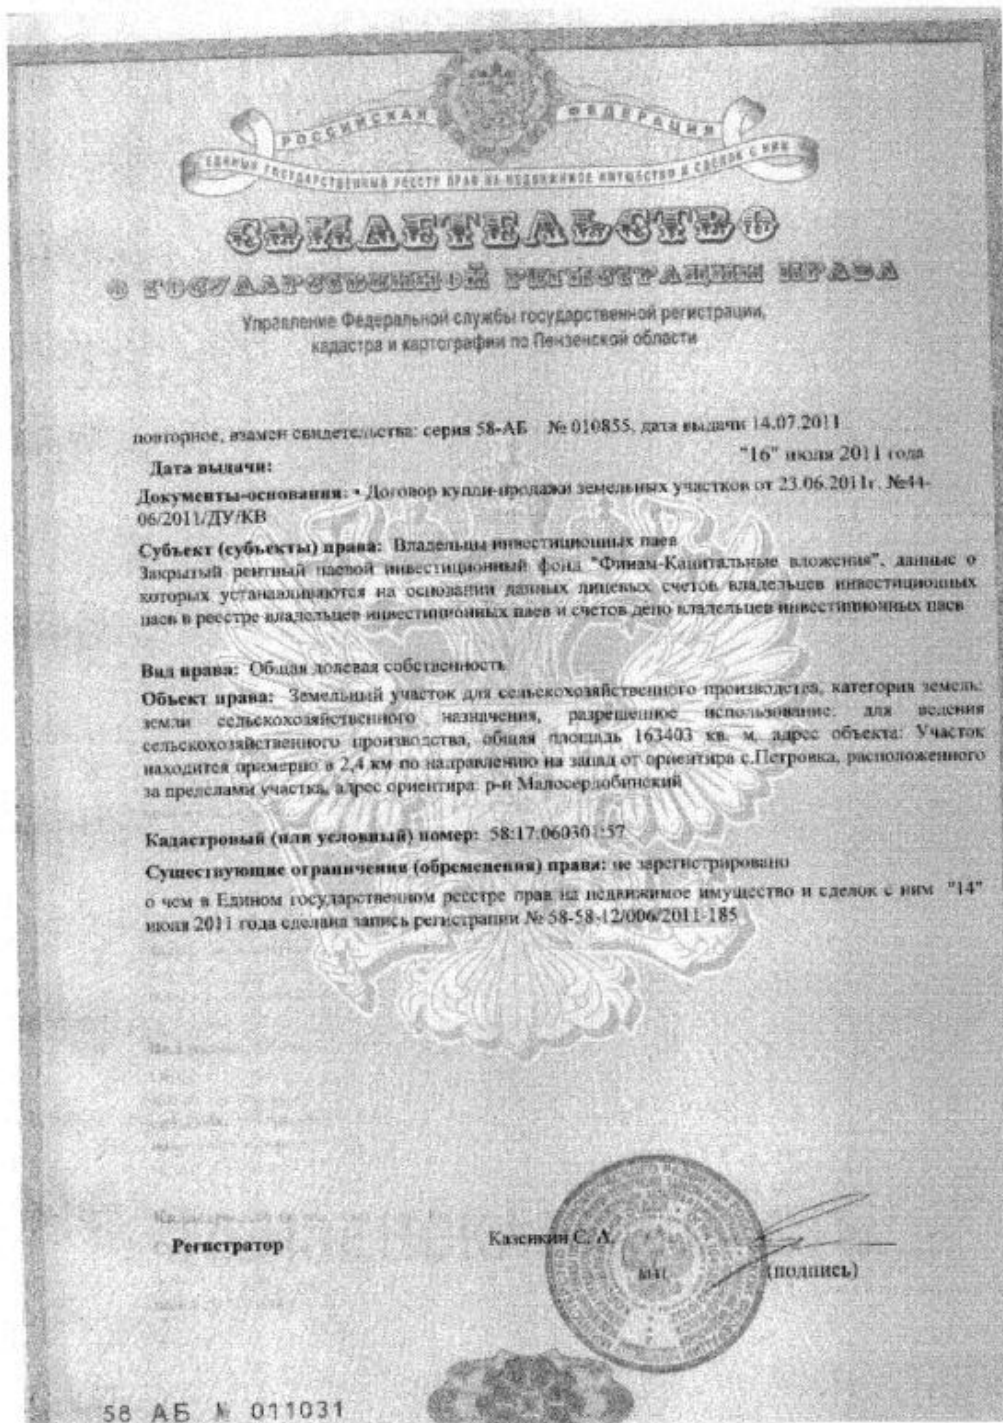 РОССИЙСКАЯ ФЕДЕРАЦИЯ
ЕДИНЫЙ ГОСУДАРСТВЕННЫЙ РЕЕСТР ПРАВ НА НЕДВИЖИМОЕ ИМУЩЕСТВО И СДЕЛОК С НИМ
СВИДЕТЕЛЬСТВО
О ГОСУДАРСТВЕННОЙ РЕГИСТРАЦИИ ПРАВА
Управление Федеральной службы государственной регистрации,
кадастра и картографии по Пензенской области
повторное, взамен свидетельства: серия 58-АБ № 010855, дата выдачи 14.07.2011
Дата выдачи: "16" июля 2011 года
Документы-основания: • Договор купли-продажи земельных участков от 23.06.2011г. №44-
06/2011/ДУ/КВ
Субъект (субъекты) права: Владельцы инвестиционных паев
Закрытый рентный паевой инвестиционный фонд "Финам-Капитальные вложения", данные о
которых устанавливаются на основании данных лицевых счетов владельцев инвестиционных
паев в реестре владельцев инвестиционных паев и счетов депо владельцев инвестиционных паев
Вид права: Общая долевая собственность
Объект права: Земельный участок для сельскохозяйственного производства, категория земель:
земли сельскохозяйственного назначения, разрешенное использование: для ведения
сельскохозяйственного производства, общая площадь 163403 кв. м, адрес объекта: Участок
находится примерно в 2,4 км по направлению на запад от ориентира с.Петровка, расположенного
за пределами участка, адрес ориентира: р-н Малосердобинский
Кадастровый (или условный) номер: 58:17:060301:57
Существующие ограничения (обременения) права: не зарегистрировано
о чем в Едином государственном реестре прав на недвижимое имущество и сделок с ним "14"
июля 2011 года сделана запись регистрации № 58-58-12/006/2011-185
Регистратор Казенкин С. А.
М.П. (подпись)
58 АБ № 011031